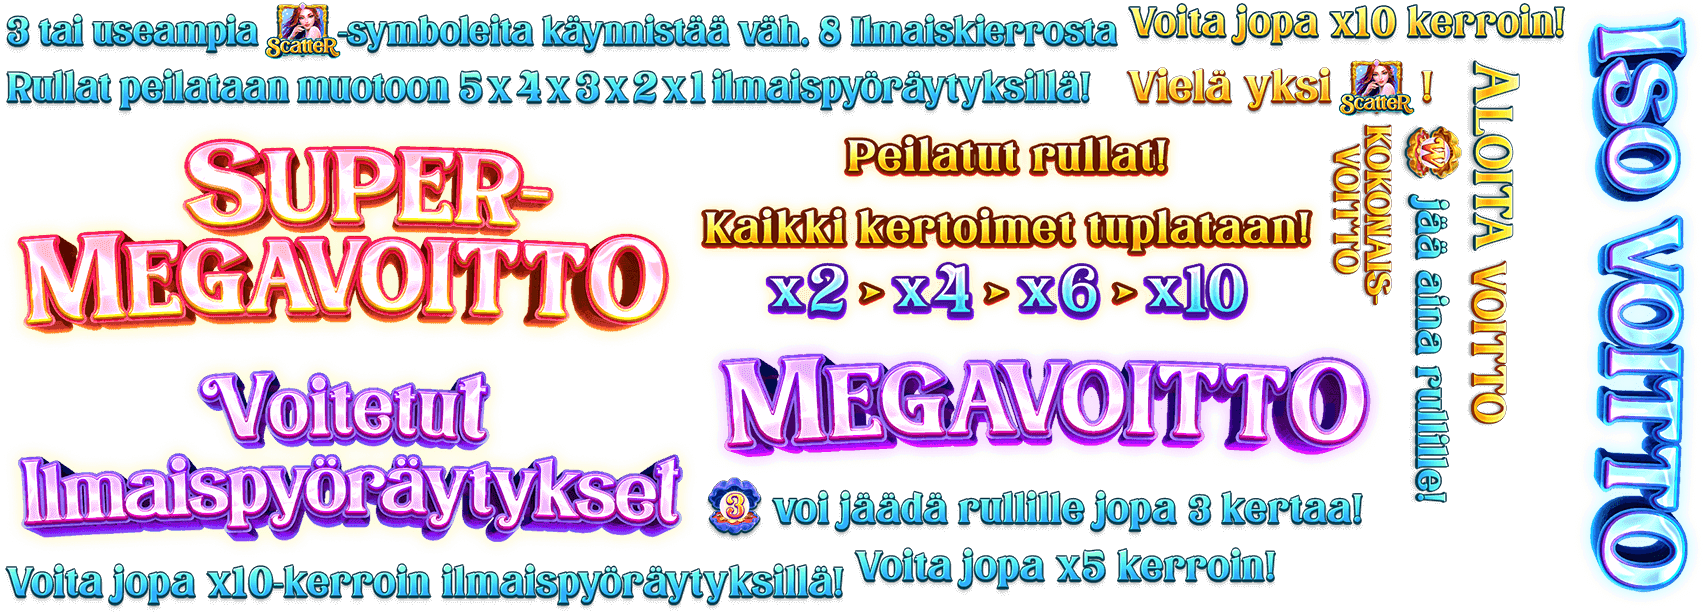 3 tai useampia Scatter-symboleita käynnistää väh. 8 Ilmaiskierrosta
Rullat peilataan muotoon 5 x 4 x 3 x 2 x 1 ilmaispyöräytyksillä!
Voita jopa x10 kerroin!
Vielä yksi Scatter !
SUPER-
MEGAVOITTO
Peilatut rullat!
Kaikki kertoimet tuplataan!
x2 > x4 > x6 > x10
KOKONAIS-
VOITTO
W jää aina rullille!
ALOITA VOITTO
ISO VOITTO
Voitetut
Ilmaispyöräytykset
MEGAVOITTO
3 voi jäädä rullille jopa 3 kertaa!
Voita jopa x10-kerroin ilmaispyöräytyksillä!
Voita jopa x5 kerroin!